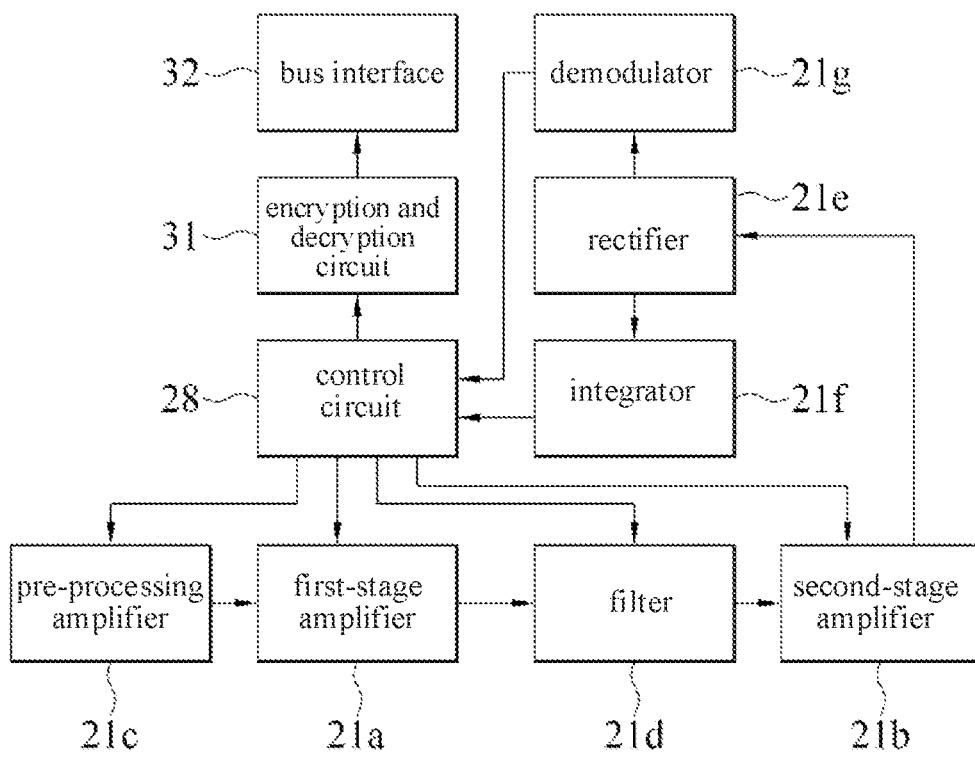 32
bus interface
demodulator
21g
31
encryption and
decryption
circuit
rectifier
21e
28
control
circuit
integrator
21f
pre-processing
amplifier
first-stage
amplifier
filter
second-stage
amplifier
21c
21a
21d
21b